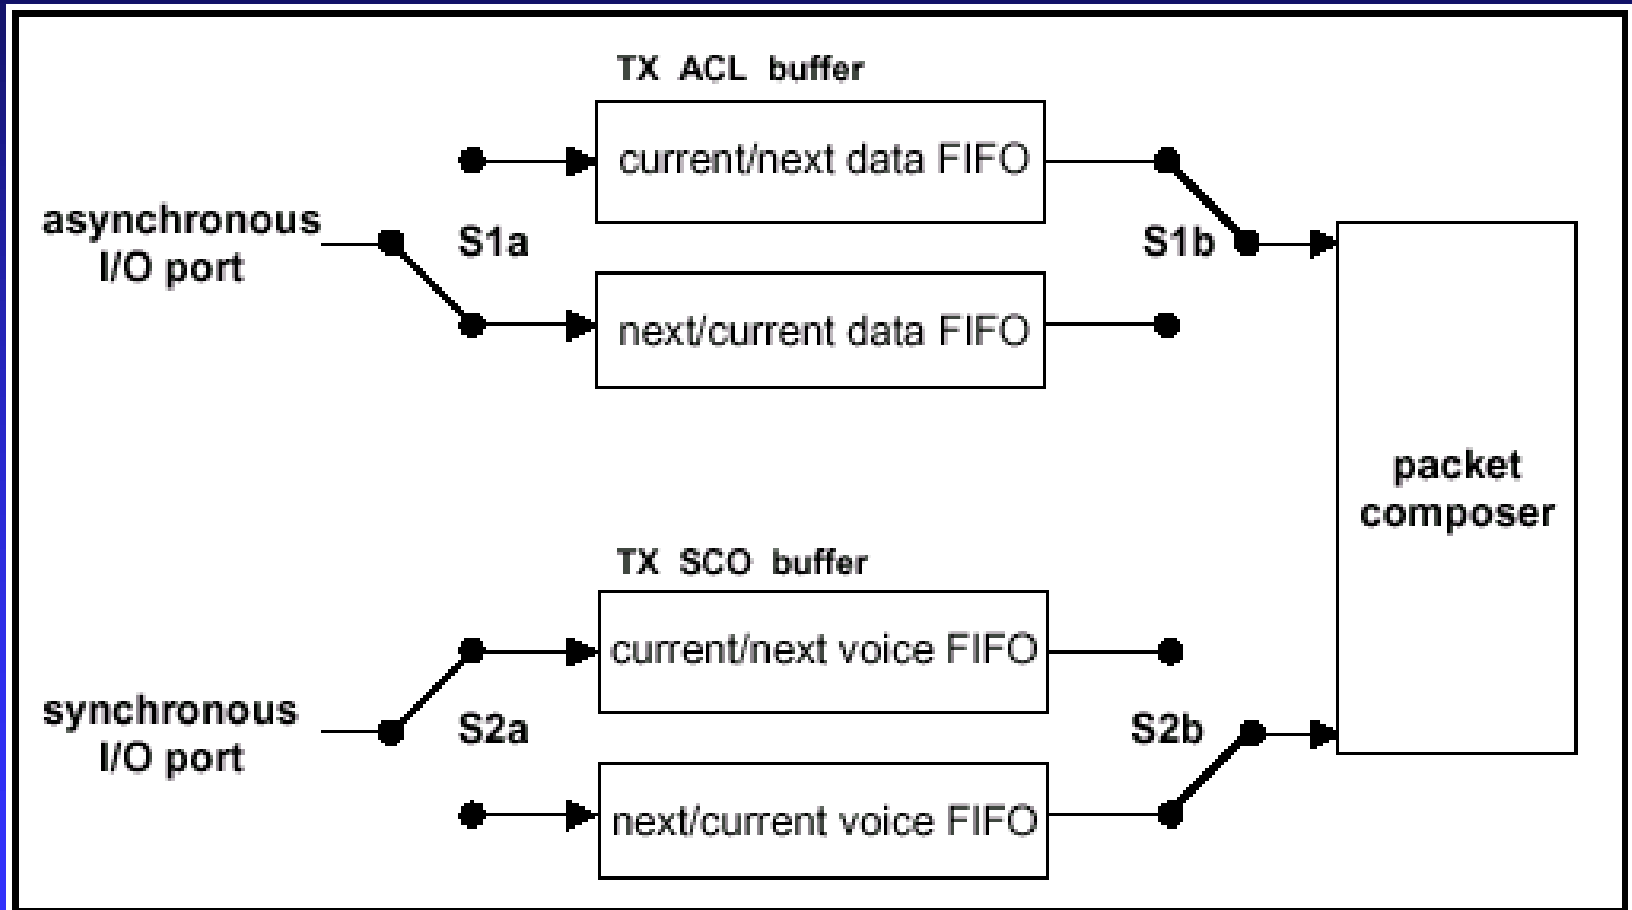 TX ACL buffer
current/next data FIFO
asynchronous
I/O port
S1a
S1b
next/current data FIFO
packet
composer
TX SCO buffer
current/next voice FIFO
synchronous
I/O port
S2a
S2b
next/current voice FIFO